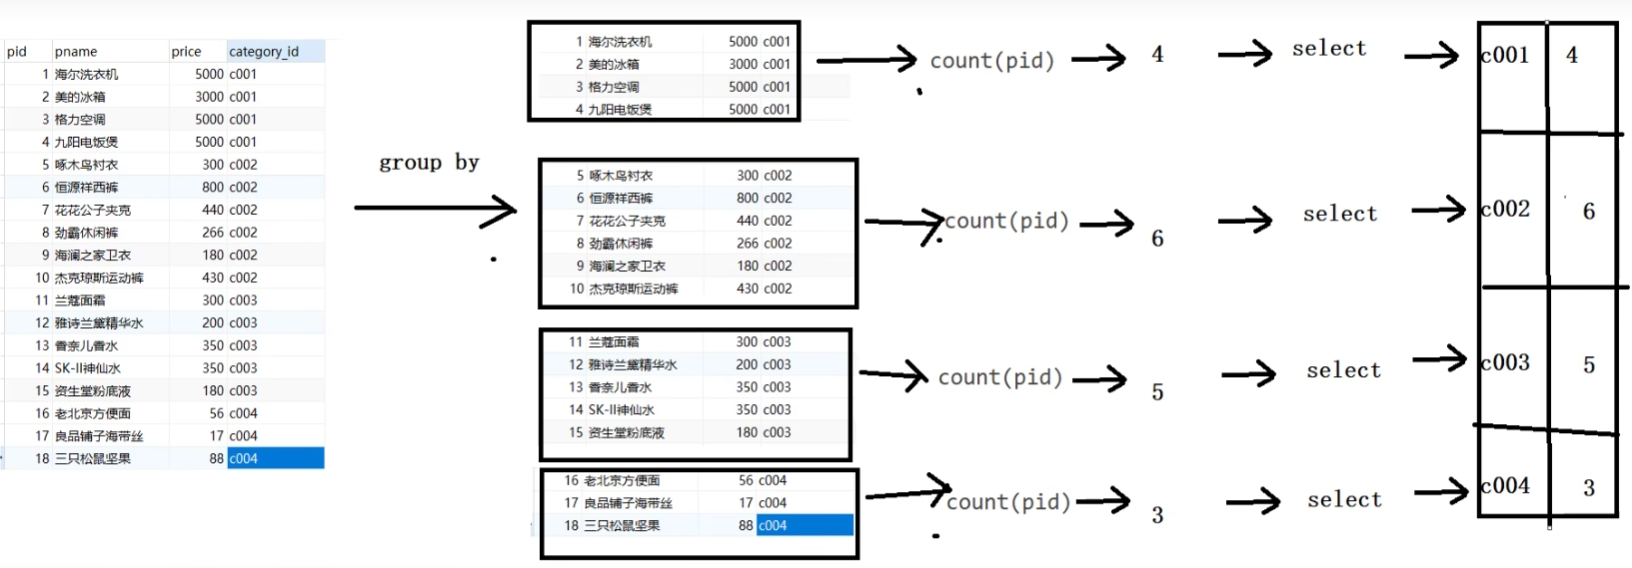 pid pname price category_id
1 海尔洗衣机 5000 c001
2 美的冰箱 3000 c001
3 格力空调 5000 c001
4 九阳电饭煲 5000 c001
5 啄木鸟衬衣 300 c002
6 恒源祥西裤 800 c002
7 花花公子夹克 440 c002
8 劲霸休闲裤 266 c002
9 海澜之家卫衣 180 c002
10 杰克琼斯运动裤 430 c002
11 兰蔻面霜 300 c003
12 雅诗兰黛精华水 200 c003
13 香奈儿香水 350 c003
14 SK-II神仙水 350 c003
15 资生堂粉底液 180 c003
16 老北京方便面 56 c004
17 良品铺子海带丝 17 c004
18 三只松鼠坚果 88 c004
group by
1 海尔洗衣机 5000 c001
2 美的冰箱 3000 c001
3 格力空调 5000 c001
4 九阳电饭煲 5000 c001
count(pid) 4 select c001 4
5 啄木鸟衬衣 300 c002
6 恒源祥西裤 800 c002
7 花花公子夹克 440 c002
8 劲霸休闲裤 266 c002
9 海澜之家卫衣 180 c002
10 杰克琼斯运动裤 430 c002
count(pid) 6 select c002 6
11 兰蔻面霜 300 c003
12 雅诗兰黛精华水 200 c003
13 香奈儿香水 350 c003
14 SK-II神仙水 350 c003
15 资生堂粉底液 180 c003
count(pid) 5 select c003 5
16 老北京方便面 56 c004
17 良品铺子海带丝 17 c004
18 三只松鼠坚果 88 c004
count(pid) 3 select c004 3